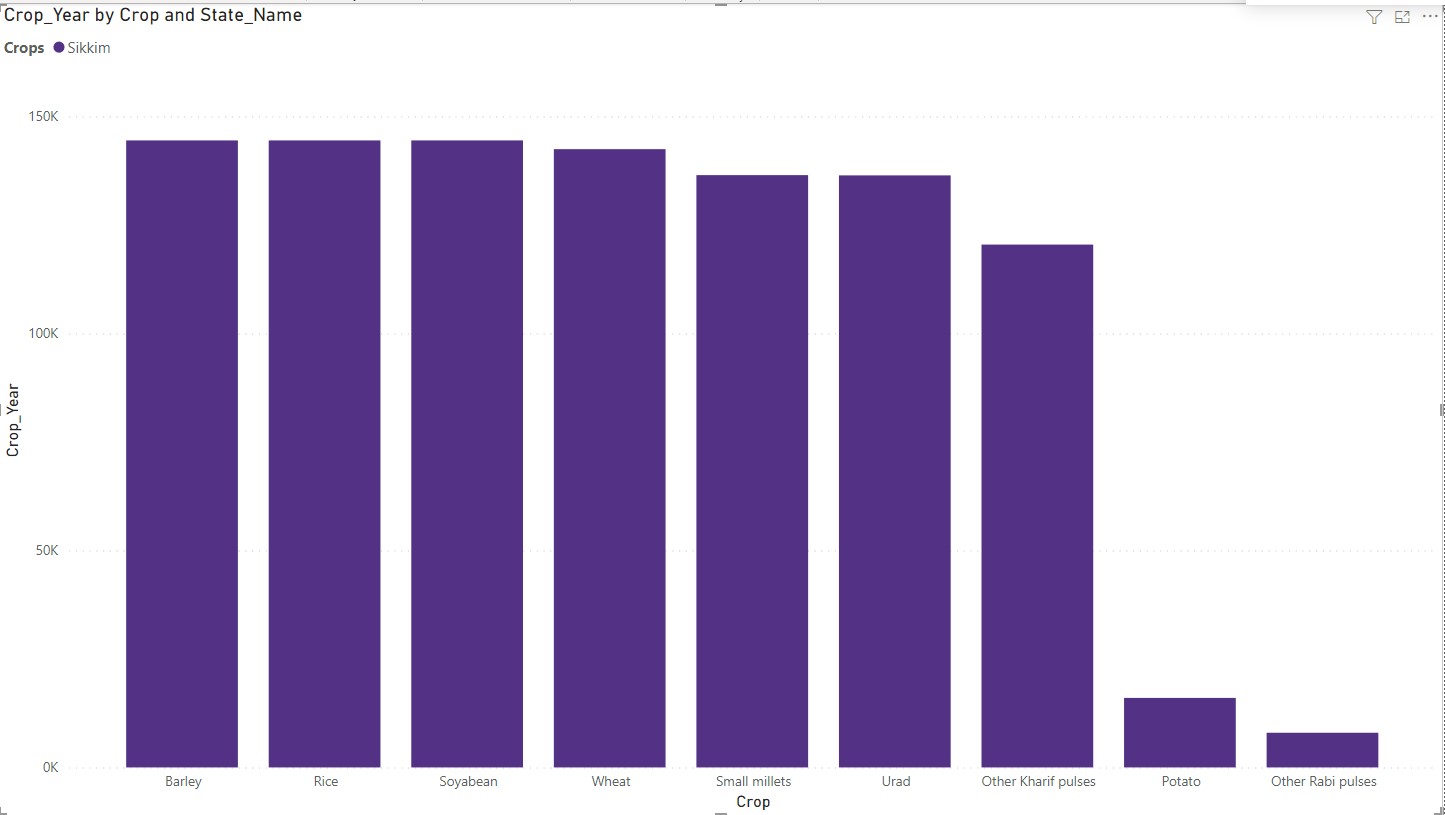 Crop_Year by Crop and State_Name
Crops Sikkim
150K
100K
50K
0K
Crop_Year
Barley Rice Soyabean Wheat Small millets Urad Other Kharif pulses Potato Other Rabi pulses
Crop